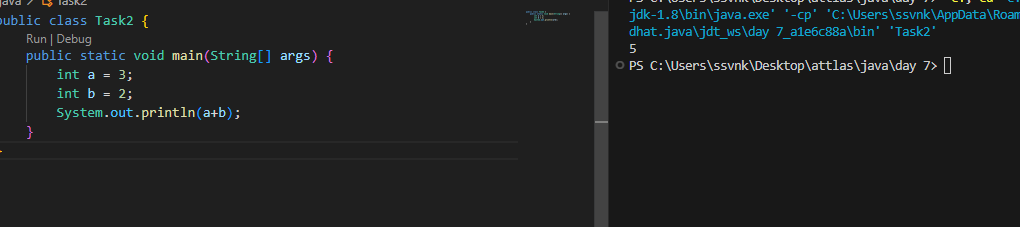 java > Task2
public class Task2 {
Run | Debug
public static void main(String[] args) {
int a = 3;
int b = 2;
System.out.println(a+b);
}
jdk-1.8\bin\java.exe' '-cp' 'C:\Users\ssvnk\AppData\Roam
dhat.java\jdt_ws\day 7_a1e6c88a\bin' 'Task2'
5
PS C:\Users\ssvnk\Desktop\attlas\java\day 7>